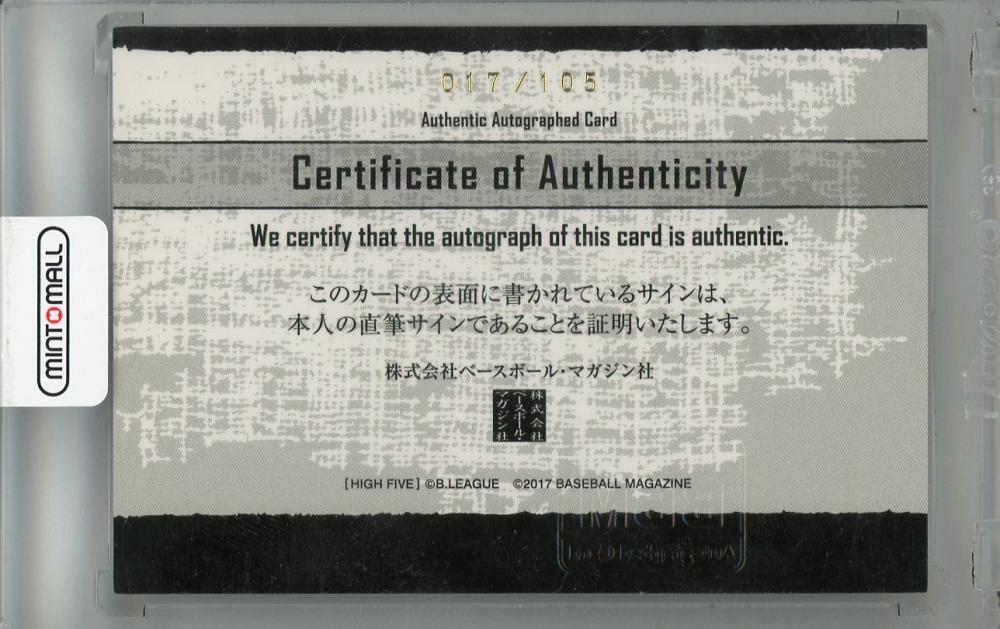 017/105
Authentic Autographed Card
Certificate of Authenticity
We certify that the autograph of this card is authentic.
このカードの表面に書かれているサインは、
本人の直筆サインであることを証明いたします。
株式会社ベースボール・マガジン社
株式会社
ベースボール・
マガジン社
[HIGH FIVE] ©B.LEAGUE ©2017 BASEBALL MAGAZINE
MINTOMALL